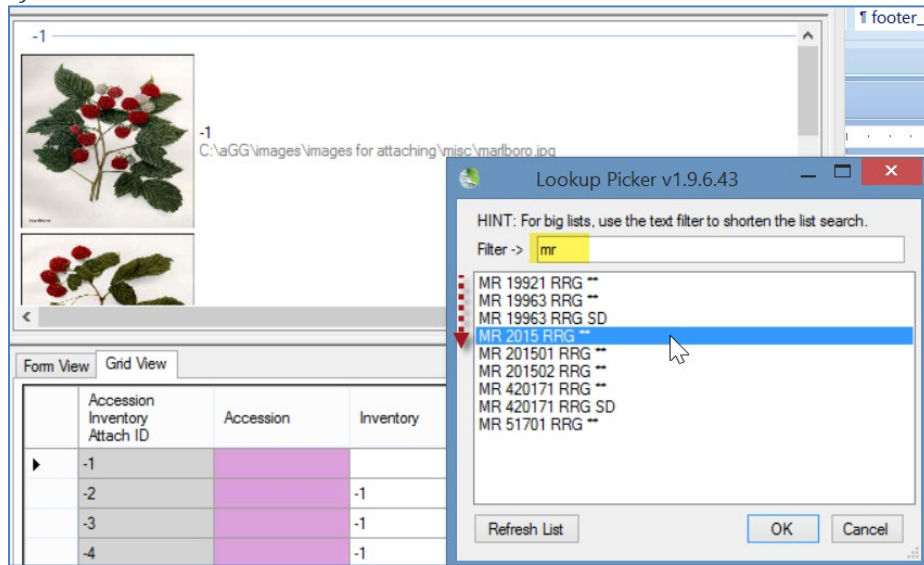 ¶ footer_
-1
-1
C:\aGG\images\images for attaching\misc\marlboro.jpg
Lookup Picker v1.9.6.43
HINT: For big lists, use the text filter to shorten the list search.
Filter -> mr
MR 19921 RRG **
MR 19963 RRG **
MR 19963 RRG SD
MR 2015 RRG **
MR 201501 RRG **
MR 201502 RRG **
MR 420171 RRG **
MR 420171 RRG SD
MR 51701 RRG **
Refresh List OK Cancel
Form View Grid View
Accession
Inventory
Attach ID
Accession Inventory
-1
-2 -1
-3 -1
-4 -1